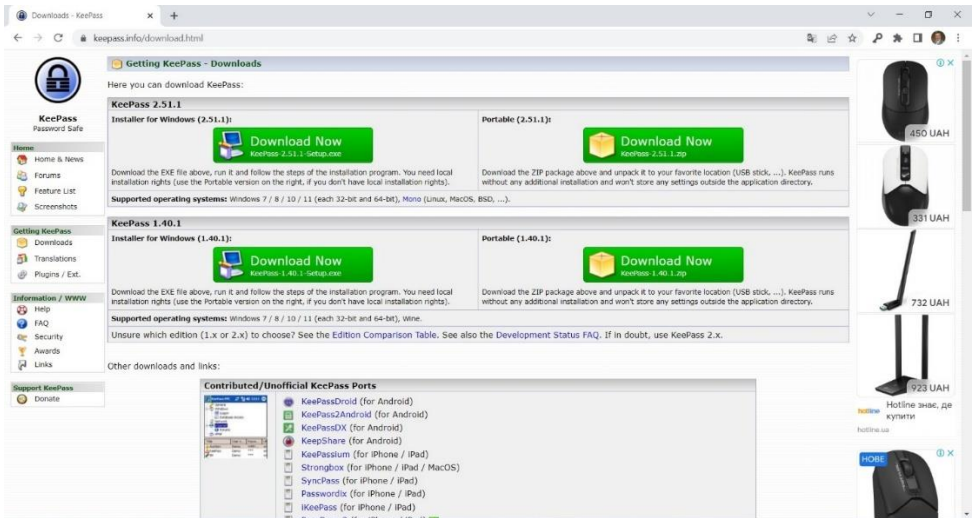 Downloads - KeePass
keepass.info/download.html
KeePass
Password Safe
Home
Home & News
Forums
Feature List
Screenshots
Getting KeePass
Downloads
Translations
Plugins / Ext.
Information / WWW
Help
FAQ
Security
Awards
Links
Support KeePass
Donate
Getting KeePass - Downloads
Here you can download KeePass:
KeePass 2.51.1
Installer for Windows (2.51.1):
Download Now
KeePass-2.51.1-Setup.exe
Download the EXE file above, run it and follow the steps of the installation program. You need local
installation rights (use the Portable version on the right, if you don't have local installation rights).
Portable (2.51.1):
Download Now
KeePass-2.51.1.zip
Download the ZIP package above and unpack it to your favorite location (USB stick, ...). KeePass runs
without any additional installation and won't store any settings outside the application directory.
Supported operating systems: Windows 7 / 8 / 10 / 11 (each 32-bit and 64-bit), Mono (Linux, MacOS, BSD, ...).
KeePass 1.40.1
Installer for Windows (1.40.1):
Download Now
KeePass-1.40.1-Setup.exe
Download the EXE file above, run it and follow the steps of the installation program. You need local
installation rights (use the Portable version on the right, if you don't have local installation rights).
Portable (1.40.1):
Download Now
KeePass-1.40.1.zip
Download the ZIP package above and unpack it to your favorite location (USB stick, ...). KeePass runs
without any additional installation and won't store any settings outside the application directory.
Supported operating systems: Windows 7 / 8 / 10 / 11 (each 32-bit and 64-bit), Wine.
Unsure which edition (1.x or 2.x) to choose? See the Edition Comparison Table. See also the Development Status FAQ. If in doubt, use KeePass 2.x.
Other downloads and links:
Contributed/Unofficial KeePass Ports
KeePassDroid (for Android)
KeePass2Android (for Android)
KeePassDX (for Android)
KeepShare (for Android)
KeePassium (for iPhone / iPad)
Strongbox (for iPhone / iPad / MacOS)
SyncPass (for iPhone / iPad)
Passwordix (for iPhone / iPad)
iKeePass (for iPhone / iPad)
450 UAH
331 UAH
732 UAH
923 UAH
hotline
Hotline знає, де
купити
hotline.ua
НОВЕ